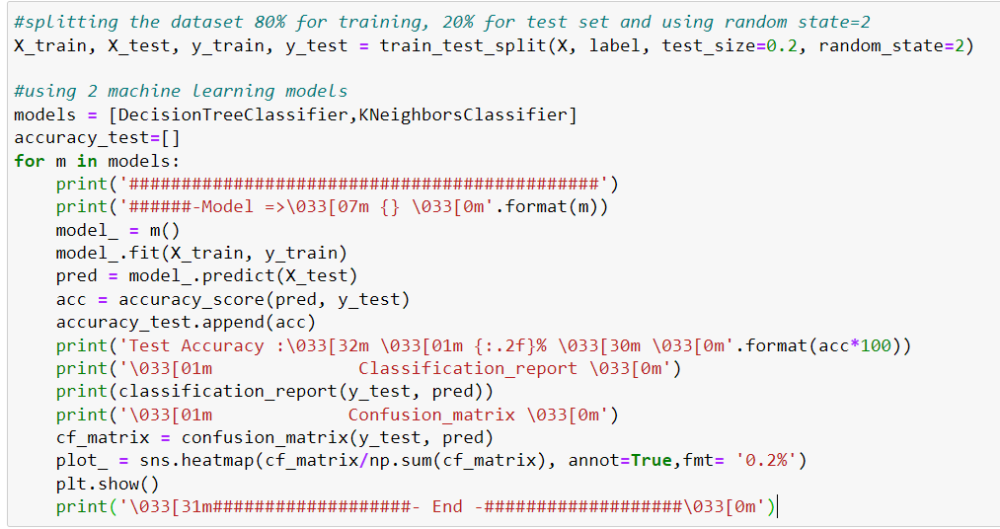 #splitting the dataset 80% for training, 20% for test set and using random state=2
X_train, X_test, y_train, y_test = train_test_split(X, label, test_size=0.2, random_state=2)
#using 2 machine learning models
models = [DecisionTreeClassifier,KNeighborsClassifier]
accuracy_test=[]
for m in models:
    print('#############################################')
    print('######-Model =>\033[07m {} \033[0m'.format(m))
    model_ = m()
    model_.fit(X_train, y_train)
    pred = model_.predict(X_test)
    acc = accuracy_score(pred, y_test)
    accuracy_test.append(acc)
    print('Test Accuracy :\033[32m \033[01m {:.2f}% \033[30m \033[0m'.format(acc*100))
    print('\033[01m              Classification_report \033[0m')
    print(classification_report(y_test, pred))
    print('\033[01m             Confusion_matrix \033[0m')
    cf_matrix = confusion_matrix(y_test, pred)
    plot_ = sns.heatmap(cf_matrix/np.sum(cf_matrix), annot=True,fmt= '0.2%')
    plt.show()
    print('\033[31m###################- End -###################\033[0m')